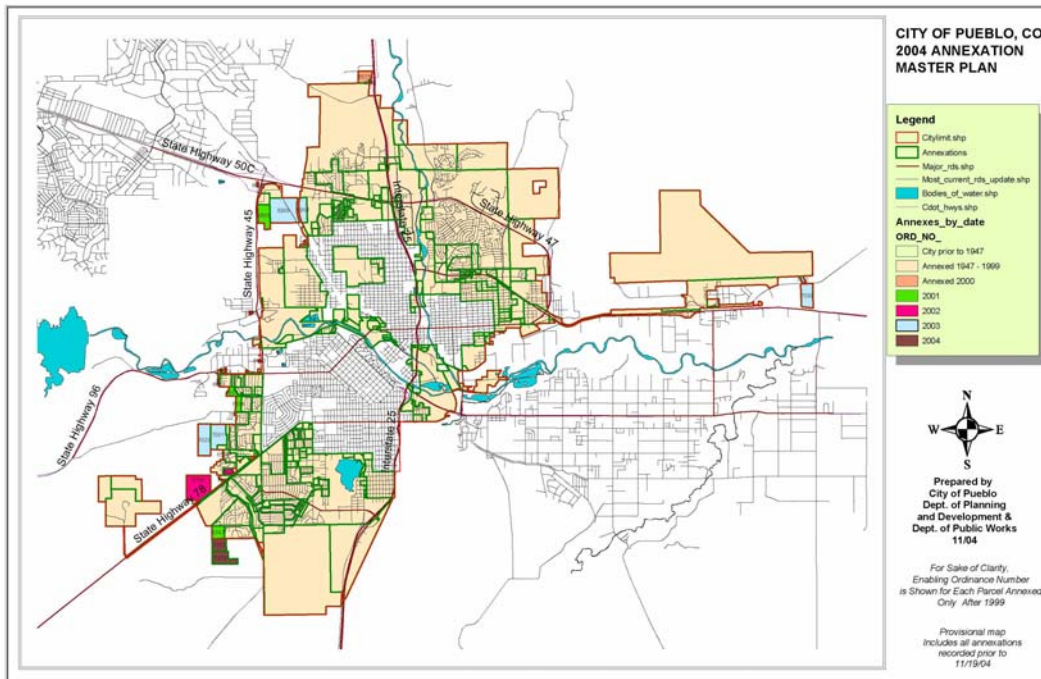 CITY OF PUEBLO, CO
2004 ANNEXATION
MASTER PLAN
Legend
Citylimit.shp
Annexations
Major_rds.shp
Most_current_rds_update.shp
Bodies_of_water.shp
Cdot_hwys.shp
Annexes_by_date
ORD_NO_
City prior to 1947
Annexed 1947 - 1999
Annexed 2000
2001
2002
2003
2004
State Highway 50C
Interstate 25
State Highway 47
State Highway 45
State Highway 96
Interstate 25
State Highway 78
N
W
E
S
Prepared by
City of Pueblo
Dept. of Planning
and Development &
Dept. of Public Works
11/04
For Sake of Clarity,
Enabling Ordinance Number
is Shown for Each Parcel Annexed
Only After 1999
Provisional map
Includes all annexations
recorded prior to
11/19/04